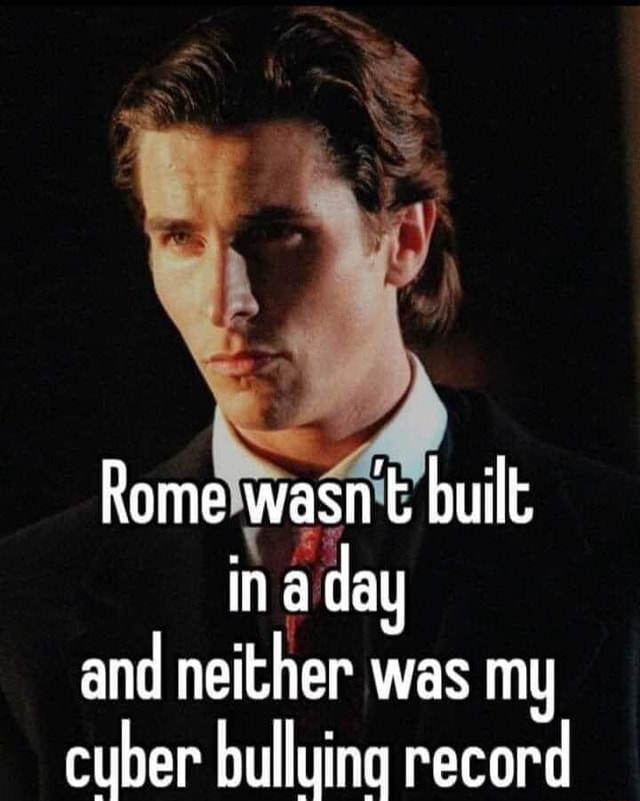 Rome wasn't built
in a day
and neither was my
cyber bullying record